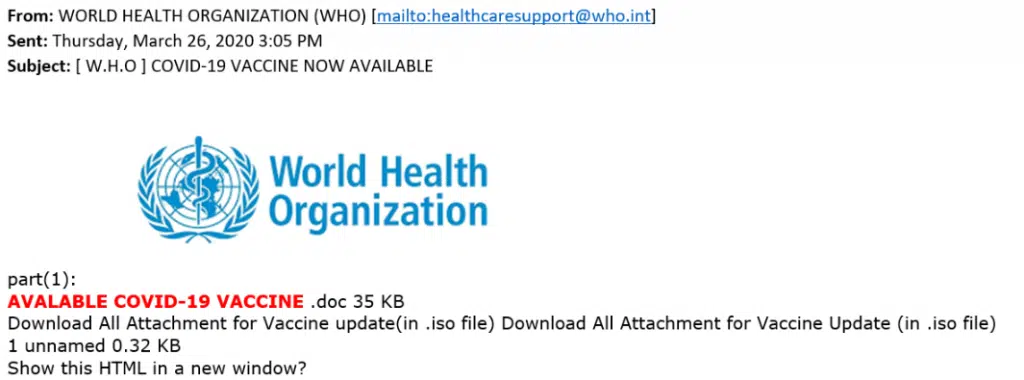 From: WORLD HEALTH ORGANIZATION (WHO) [mailto:healthcaresupport@who.int]
Sent: Thursday, March 26, 2020 3:05 PM
Subject: [ W.H.O ] COVID-19 VACCINE NOW AVAILABLE
World Health
Organization
part(1):
AVALABLE COVID-19 VACCINE .doc 35 KB
Download All Attachment for Vaccine update(in .iso file) Download All Attachment for Vaccine Update (in .iso file)
1 unnamed 0.32 KB
Show this HTML in a new window?